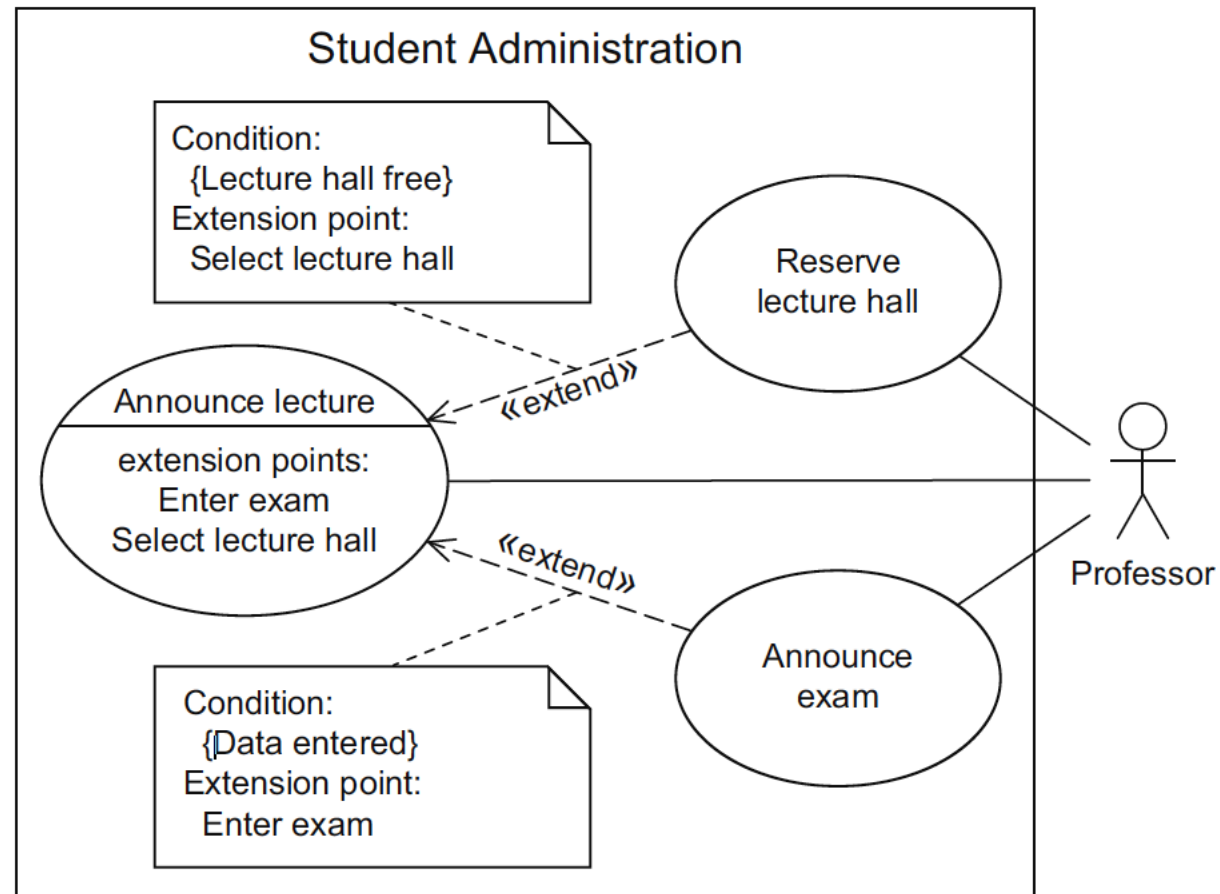 Student Administration
Condition:
{Lecture hall free}
Extension point:
Select lecture hall
Reserve
lecture hall
«extend»
Announce lecture
extension points:
Enter exam
Select lecture hall
«extend»
Professor
Announce
exam
Condition:
{Data entered}
Extension point:
Enter exam